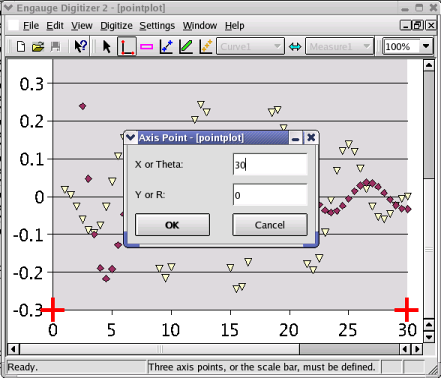 Engauge Digitizer 2 - [pointplot]
File Edit View Digitize Settings Window Help
Curve1 Measure1 100%
0.3
0.2
Axis Point - [pointplot]
0.1
X or Theta: 30
0
Y or R: 0
-0.1
OK Cancel
-0.2
-0.3
0 5 10 15 20 25 30
Ready. Three axis points, or the scale bar, must be defined.